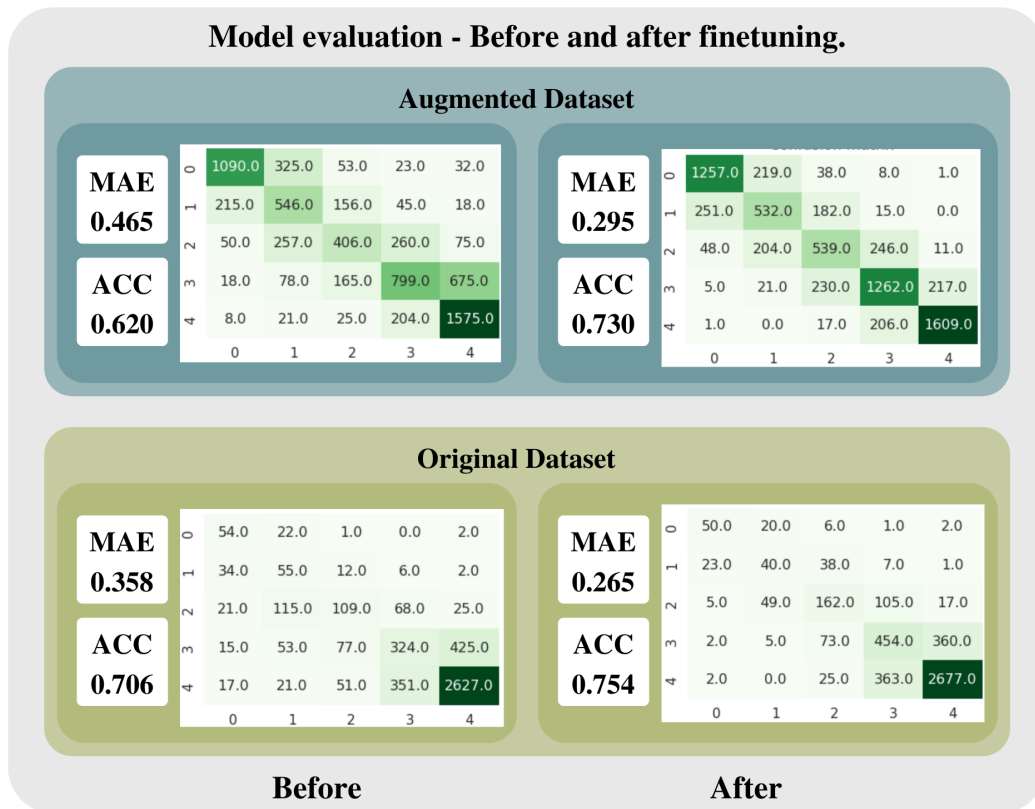 Model evaluation - Before and after finetuning.
Augmented Dataset
MAE
0.465
ACC
0.620
0 1090.0 325.0 53.0 23.0 32.0
1 215.0 546.0 156.0 45.0 18.0
2 50.0 257.0 406.0 260.0 75.0
3 18.0 78.0 165.0 799.0 675.0
4 8.0 21.0 25.0 204.0 1575.0
0 1 2 3 4
MAE
0.295
ACC
0.730
0 1257.0 219.0 38.0 8.0 1.0
1 251.0 532.0 182.0 15.0 0.0
2 48.0 204.0 539.0 246.0 11.0
3 5.0 21.0 230.0 1262.0 217.0
4 1.0 0.0 17.0 206.0 1609.0
0 1 2 3 4
Original Dataset
MAE
0.358
ACC
0.706
0 54.0 22.0 1.0 0.0 2.0
1 34.0 55.0 12.0 6.0 2.0
2 21.0 115.0 109.0 68.0 25.0
3 15.0 53.0 77.0 324.0 425.0
4 17.0 21.0 51.0 351.0 2627.0
0 1 2 3 4
MAE
0.265
ACC
0.754
0 50.0 20.0 6.0 1.0 2.0
1 23.0 40.0 38.0 7.0 1.0
2 5.0 49.0 162.0 105.0 17.0
3 2.0 5.0 73.0 454.0 360.0
4 2.0 0.0 25.0 363.0 2677.0
0 1 2 3 4
Before
After